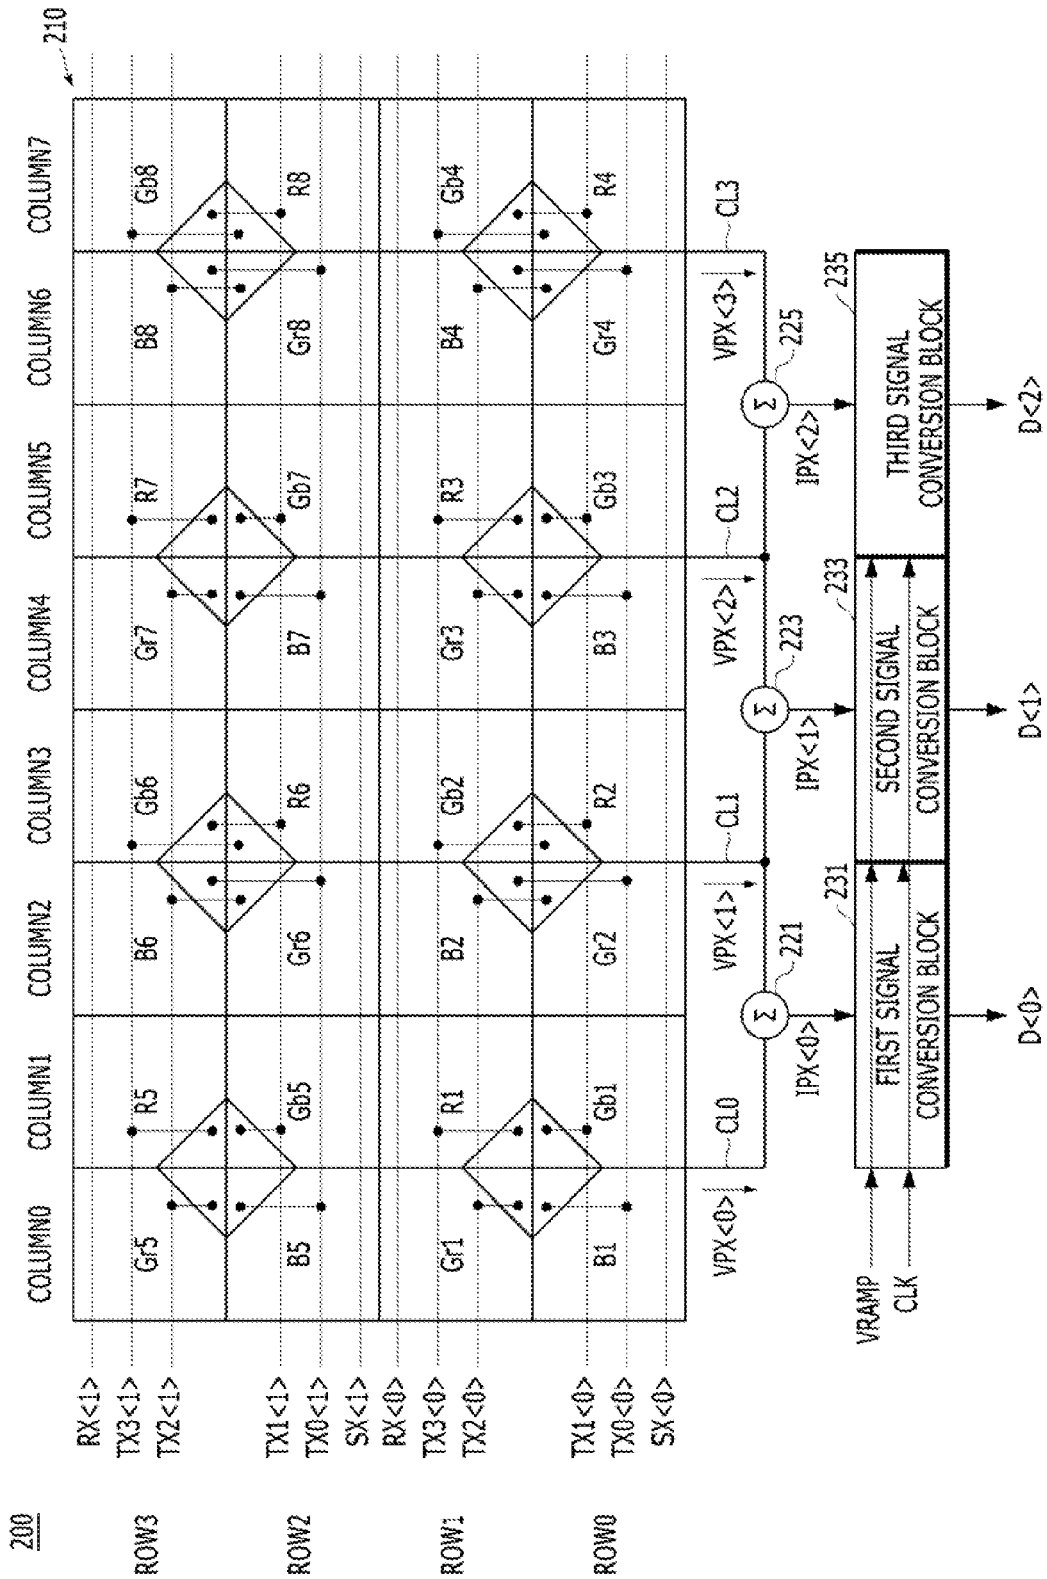 200
210
COLUMN0 COLUMN1 COLUMN2 COLUMN3 COLUMN4 COLUMN5 COLUMN6 COLUMN7
RX<1>
ROW3 TX3<1>
Gr5 R5 B6 Gb6 Gr7 R7 B8 Gb8
TX2<1>
TX1<1>
ROW2 TX0<1>
B5 Gb5 Gr6 R6 B7 Gb7 Gr8 R8
SX<1>
RX<0>
ROW1 TX3<0>
Gr1 R1 B2 Gb2 Gr3 R3 B4 Gb4
TX2<0>
TX1<0>
ROW0 TX0<0>
B1 Gb1 Gr2 R2 B3 Gb3 Gr4 R4
SX<0>
VPX<0> CL0 VPX<1> CL1 VPX<2> CL2 VPX<3> CL3
Σ 221 Σ 223 Σ 225
IPX<0> 231 IPX<1> 233 IPX<2> 235
VRAMP
CLK
FIRST SIGNAL
CONVERSION BLOCK
SECOND SIGNAL
CONVERSION BLOCK
THIRD SIGNAL
CONVERSION BLOCK
D<0> D<1> D<2>